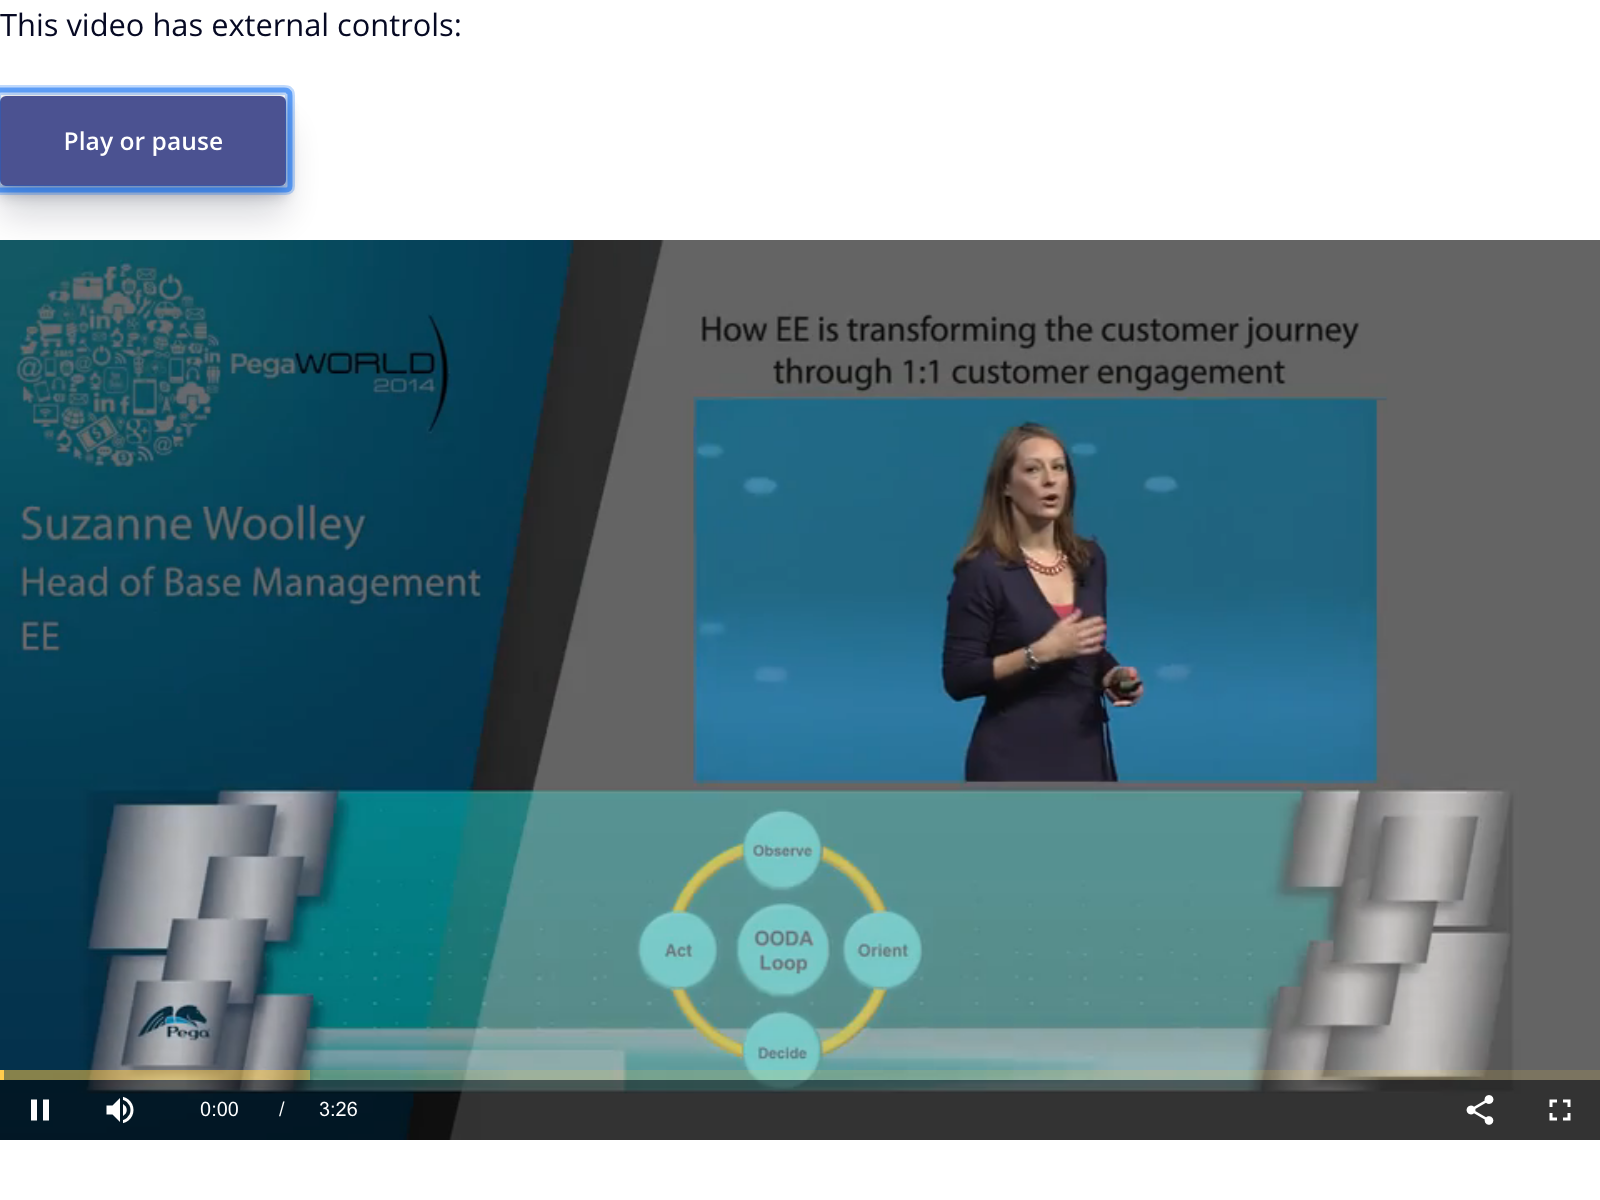 This video has external controls:
Play or pause
PegaWORLD
2014
How EE is transforming the customer journey
through 1:1 customer engagement
Suzanne Woolley
Head of Base Management
EE
Observe
Act
OODA
Loop
Orient
Decide
Pega
0:00 / 3:26